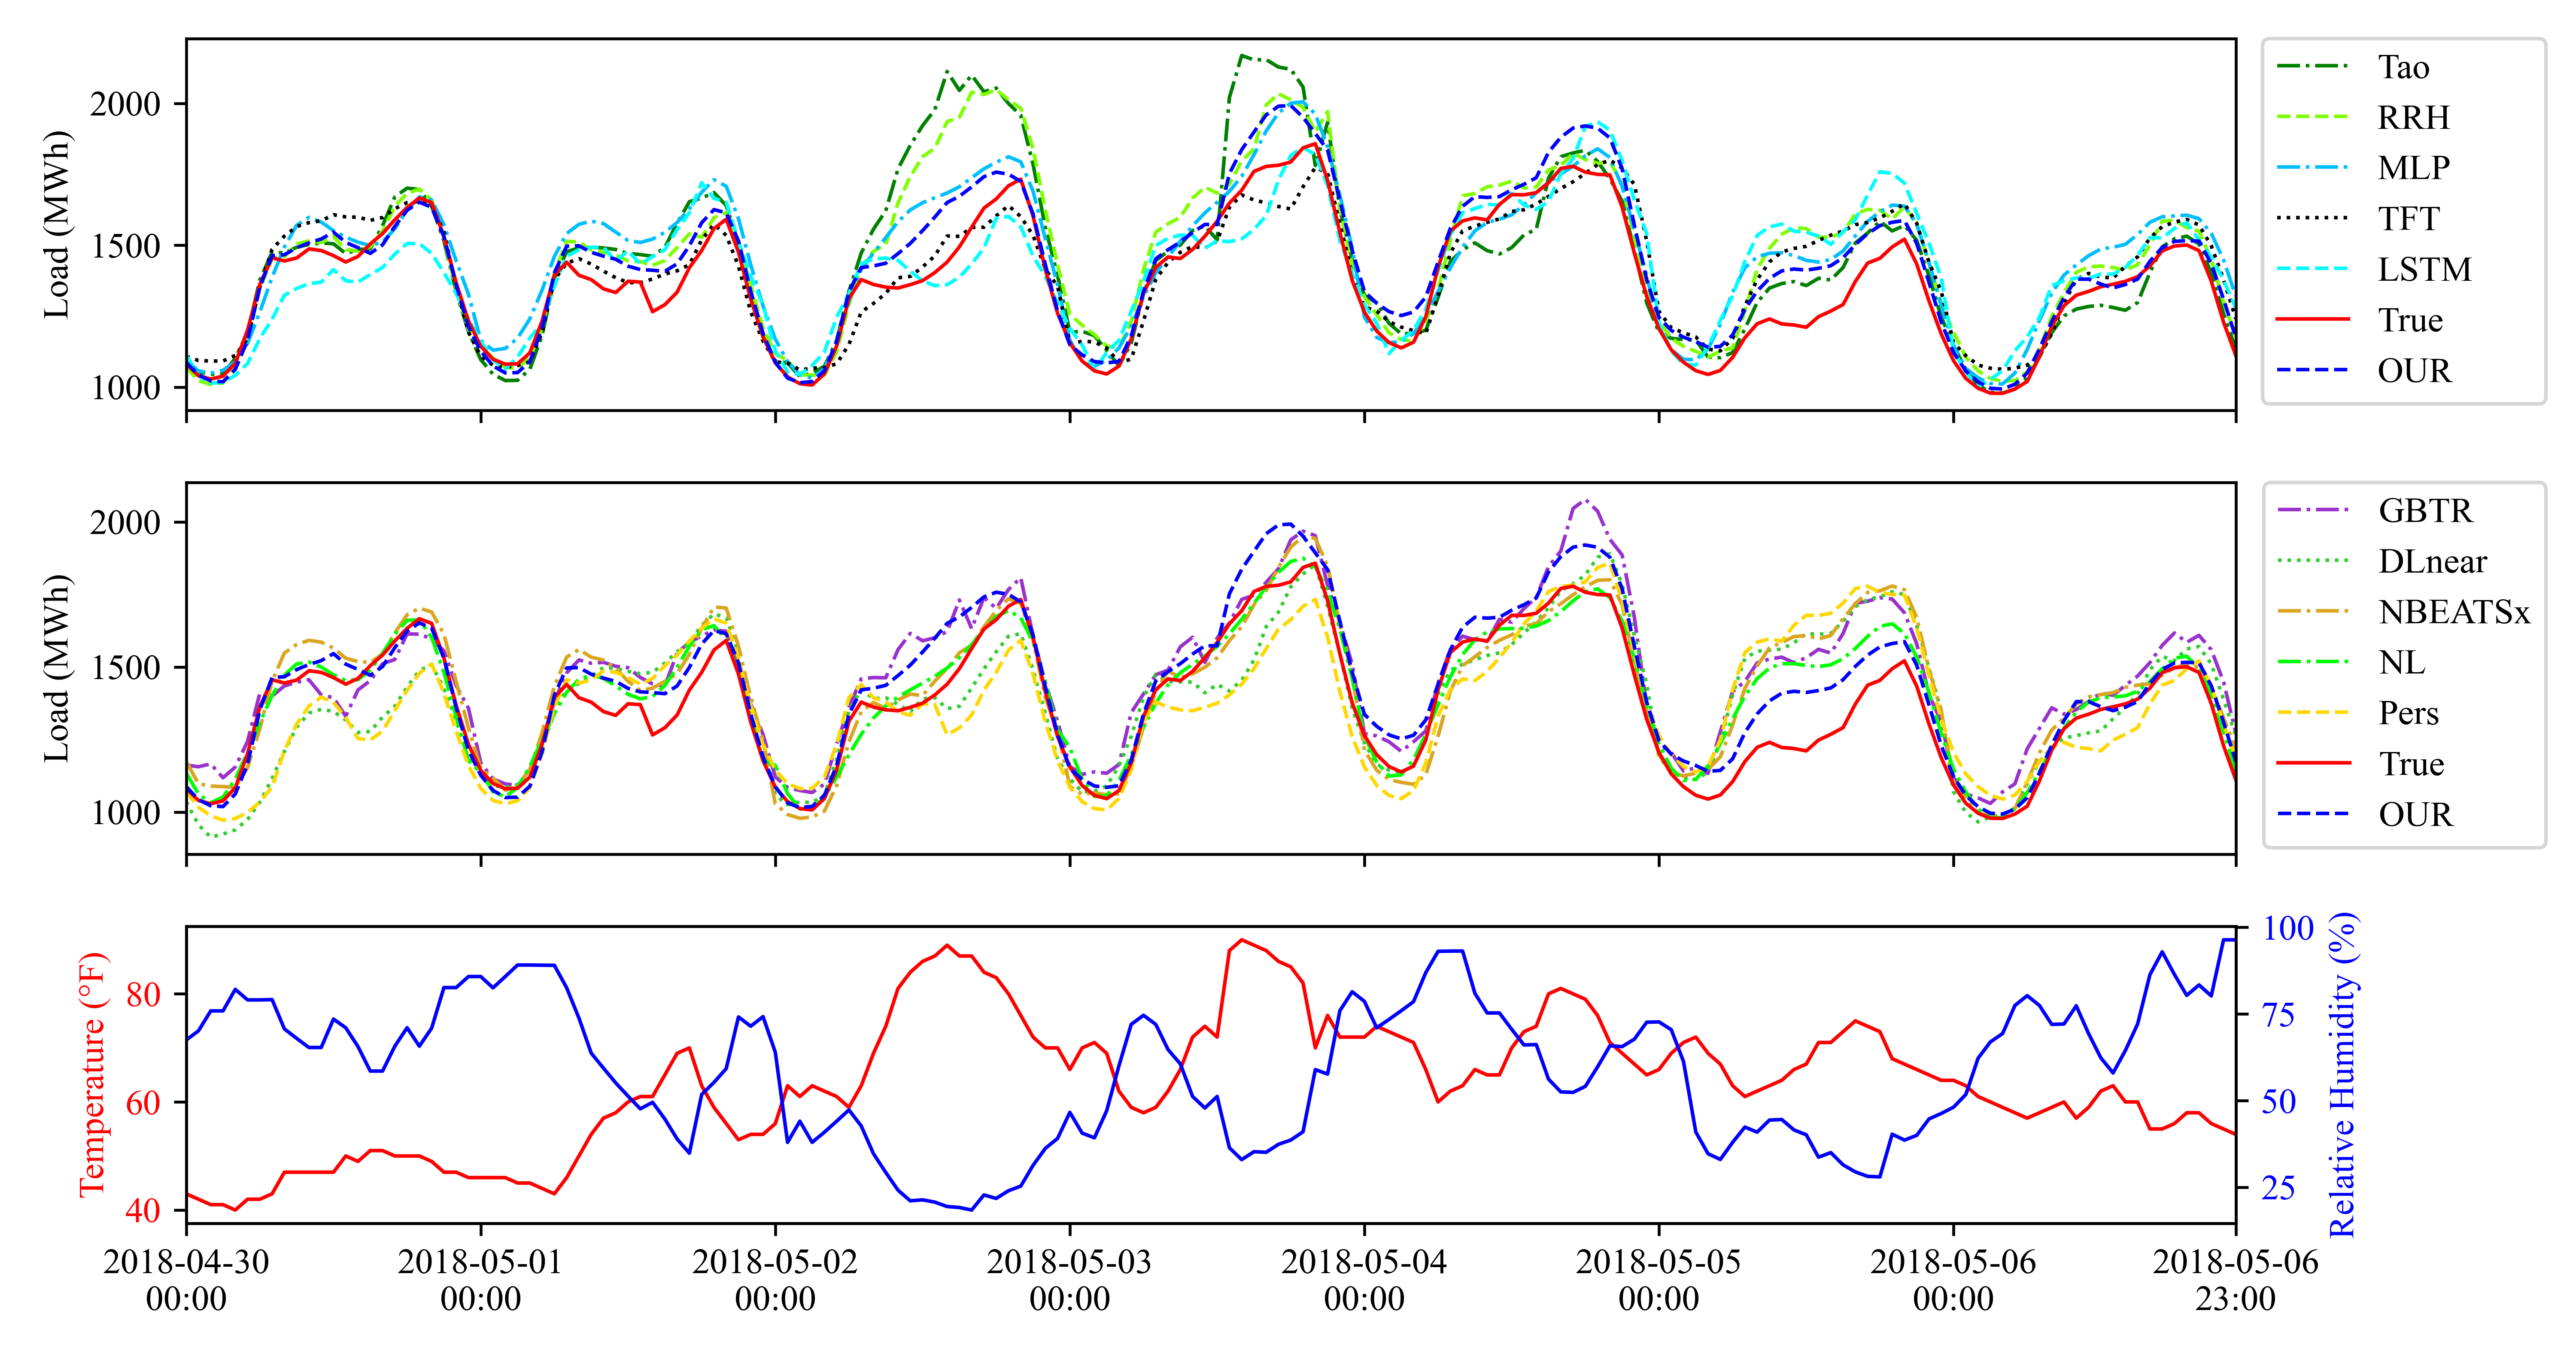 Load (MWh)
2000
1500
1000
Tao
RRH
MLP
TFT
LSTM
True
OUR
Load (MWh)
2000
1500
1000
GBTR
DLnear
NBEATSx
NL
Pers
True
OUR
Temperature (°F)
80
60
40
100
75
50
25
Relative Humidity (%)
2018-04-30 2018-05-01 2018-05-02 2018-05-03 2018-05-04 2018-05-05 2018-05-06 2018-05-06
00:00 00:00 00:00 00:00 00:00 00:00 00:00 23:00